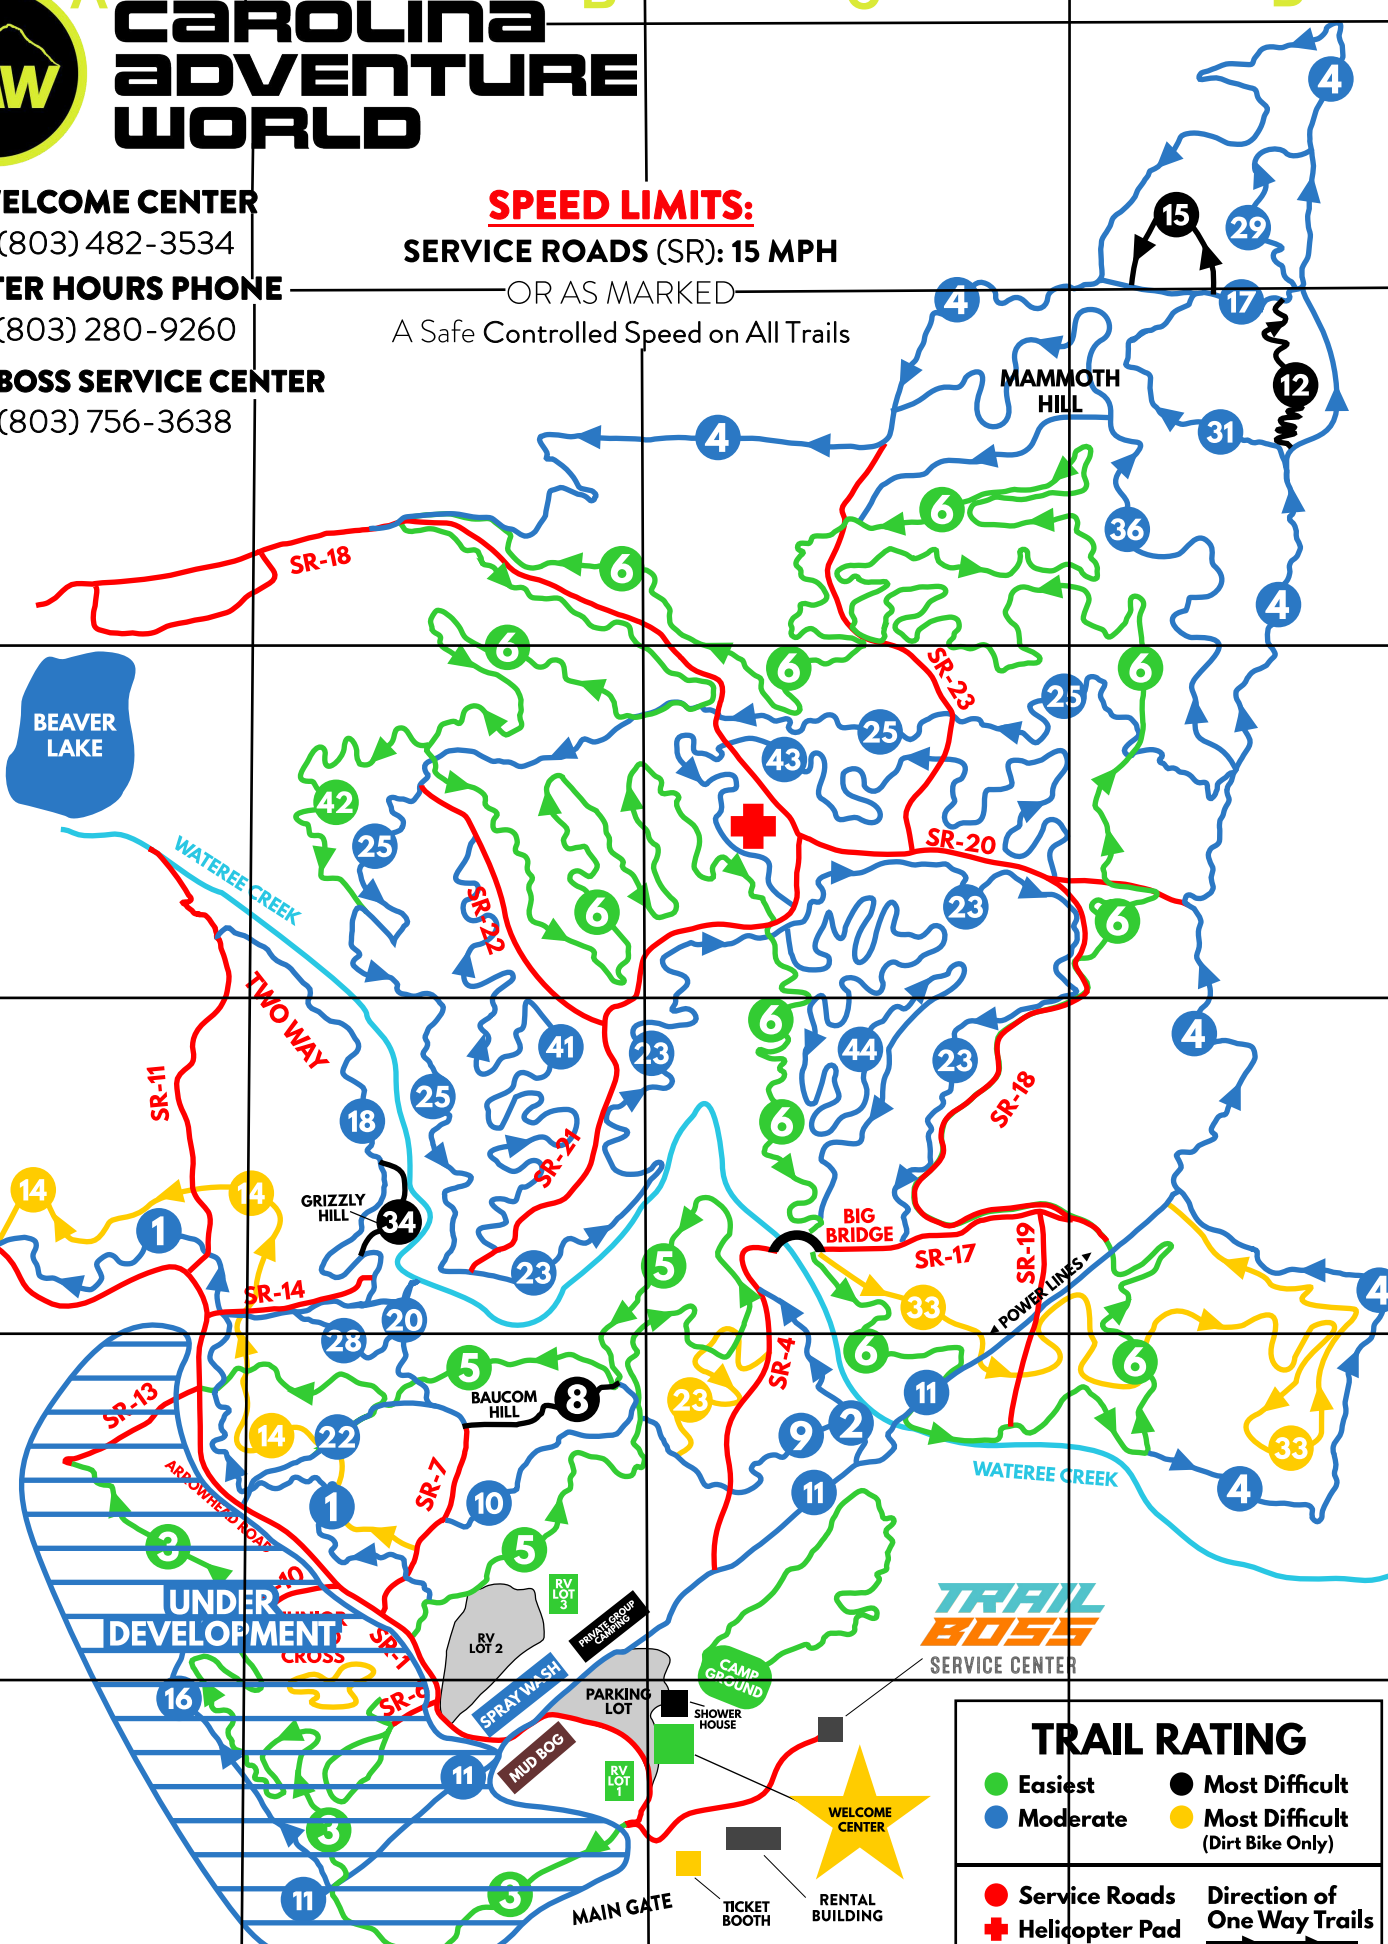 CAROLINA
ADVENTURE
WORLD
(803) 482-3534
(803) 280-9260
BOSS SERVICE CENTER
(803) 756-3638
SPEED LIMITS:
SERVICE ROADS (SR): 15 MPH
OR AS MARKED
A Safe Controlled Speed on All Trails
4
15
29
4
17
MAMMOTH
HILL
12
4
31
6
36
SR-18
6
4
6
6
SR-23
6
BEAVER
LAKE
25
25
43
42
25
SR-20
WATEREE CREEK
SR-22
6
23
6
TWO WAY
6
4
41
23
44
23
SR-11
25
SR-18
18
6
SR-21
14
14
GRIZZLY
HILL
34
1
BIG
BRIDGE
SR-17
SR-19
5
23
SR-14
33
POWER LINES
4
20
28
6
SR-4
6
5
SR-13
BAUCOM
HILL
8
23
11
14
22
9
2
33
ARROWHEAD ROAD
SR-7
WATEREE CREEK
1
10
11
4
3
5
RV
LOT
3
UNDER
DEVELOPMENT
PRIVATE GROUP
CAMPING
TRAIL
BOSS
SERVICE CENTER
CROSS
SR-1
RV
LOT 2
CAMP
GROUND
16
SPRAY WASH
PARKING
LOT
SHOWER
HOUSE
MUD BOG
11
RV
LOT
1
WELCOME
CENTER
3
11
3
MAIN GATE
TICKET
BOOTH
RENTAL
BUILDING
TRAIL RATING
Easiest
Most Difficult
Moderate
Most Difficult
(Dirt Bike Only)
Service Roads
Direction of
One Way Trails
Helicopter Pad